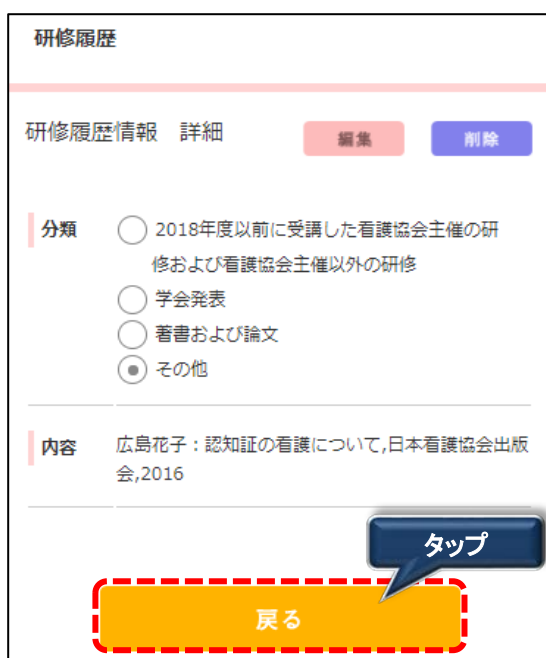 研修履歴
研修履歴情報 詳細
編集
削除
分類
2018年度以前に受講した看護協会主催の研
修および看護協会主催以外の研修
学会発表
著書および論文
その他
内容
広島花子：認知証の看護について,日本看護協会出版
会,2016
タップ
戻る